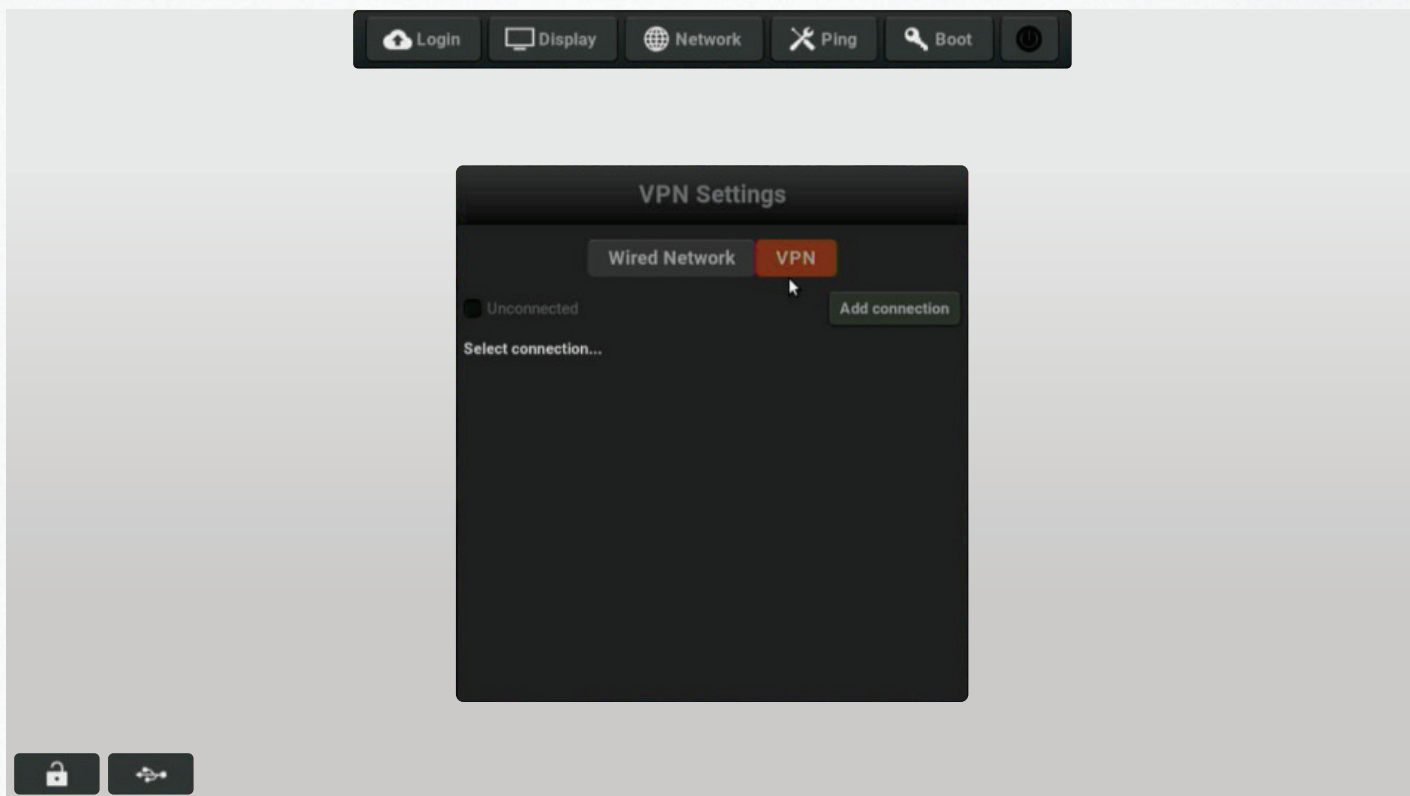 Login Display Network Ping Boot
VPN Settings
Wired Network VPN
Unconnected Add connection
Select connection...